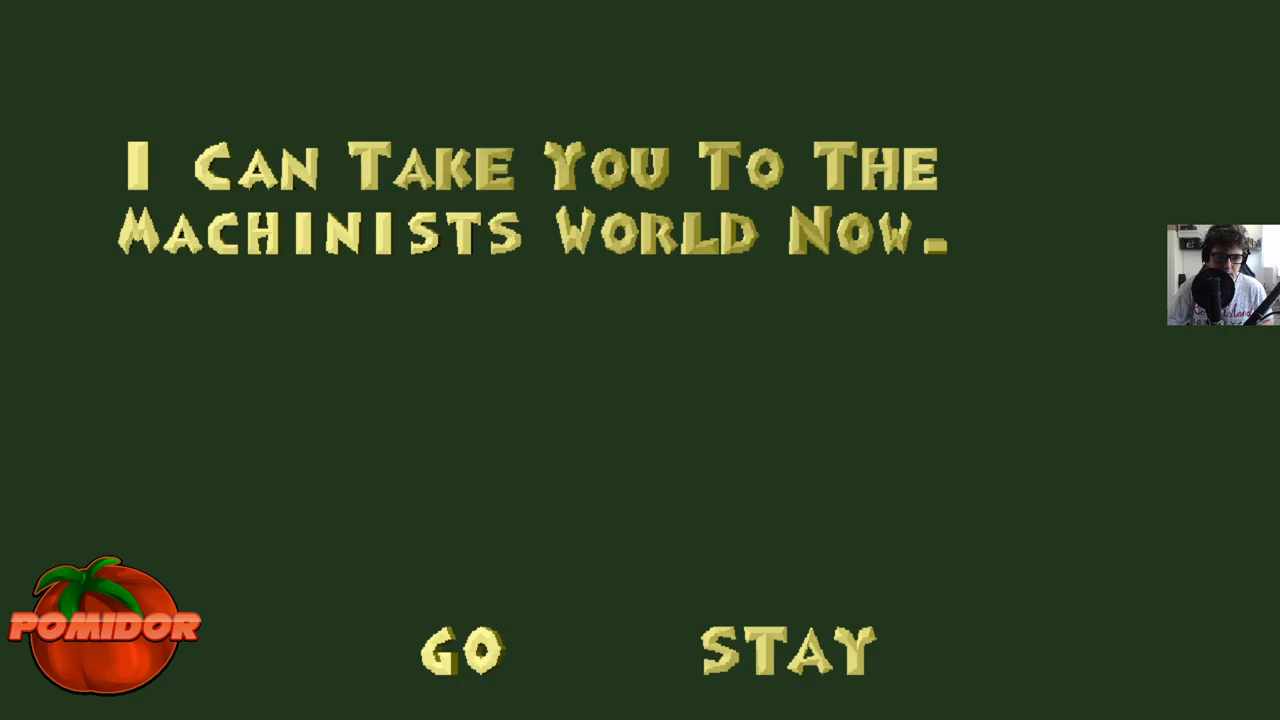 I Can Take You To The
Machinists World Now.
GO
STAY
POMIDOR